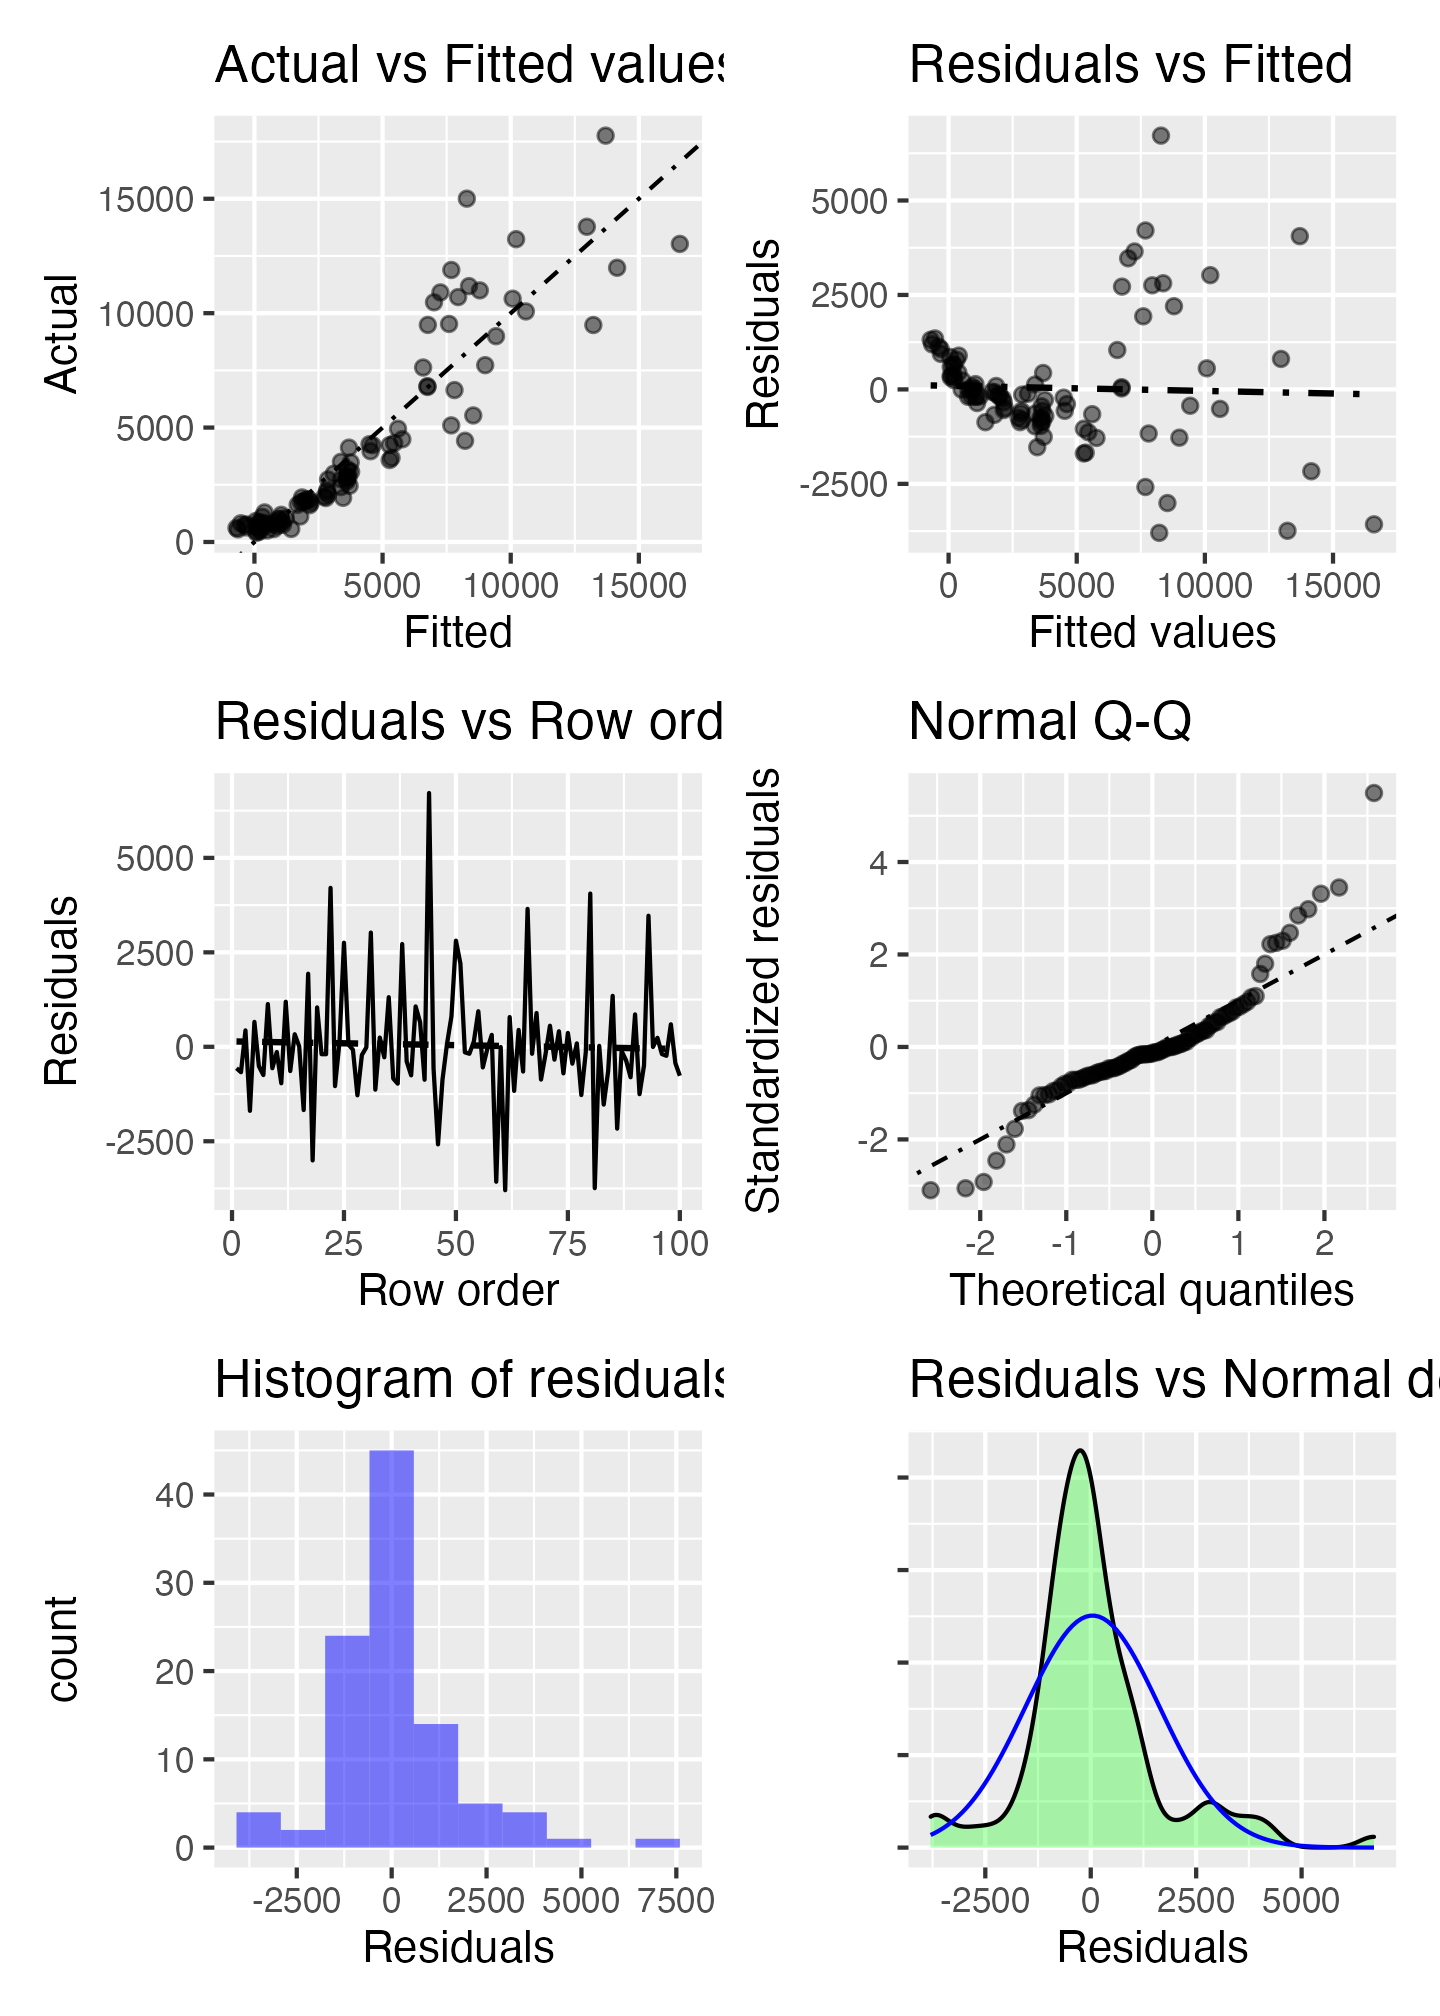 Actual vs Fitted values
15000
10000
5000
0
Actual
0 5000 10000 15000
Fitted
Residuals vs Fitted
5000
2500
0
-2500
Residuals
0 5000 10000 15000
Fitted values
Residuals vs Row ord
5000
2500
0
-2500
Residuals
0 25 50 75 100
Row order
Normal Q-Q
4
2
0
-2
Standardized residuals
-2 -1 0 1 2
Theoretical quantiles
Histogram of residuals
40
30
20
10
0
count
-2500 0 2500 5000 7500
Residuals
Residuals vs Normal de
-2500 0 2500 5000
Residuals